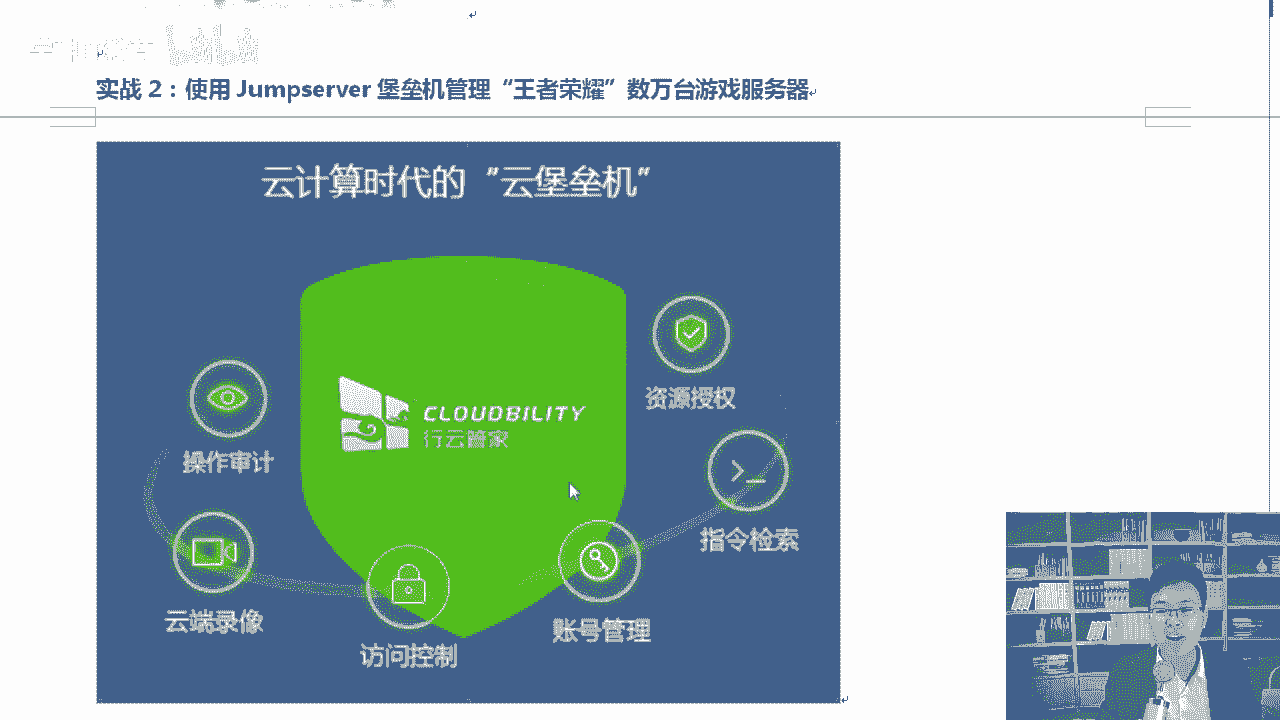 实战 2：使用 Jumpserver 堡垒机管理“王者荣耀”数万台游戏服务器
云计算时代的“云堡垒机”
资源授权
CLOUDBILITY
行云管家
操作审计
指令检索
云端录像
账号管理
访问控制